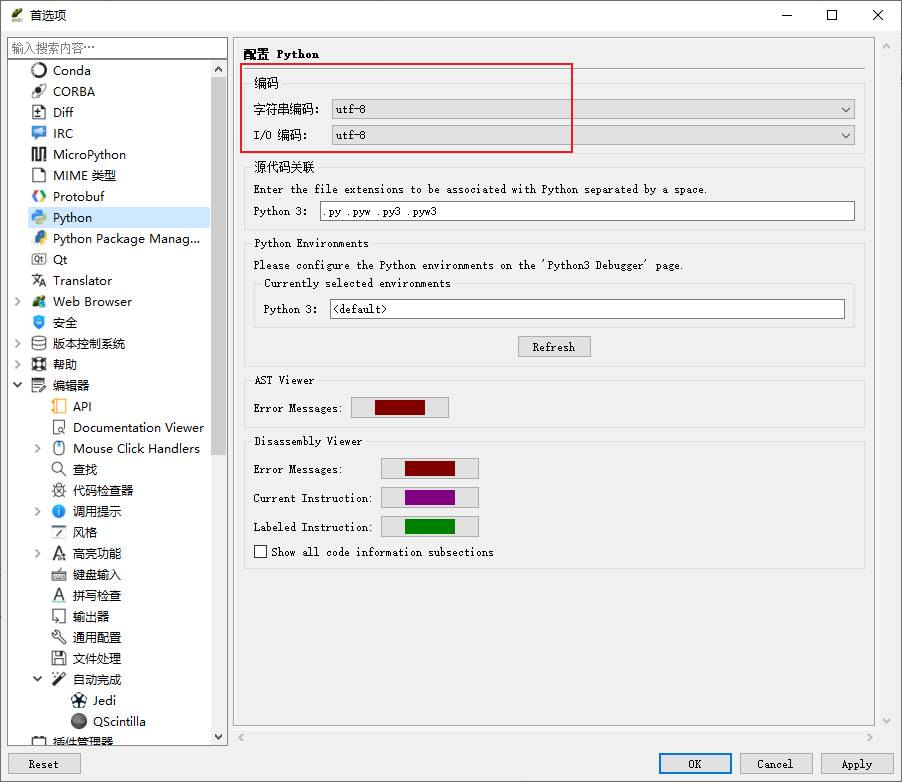 首选项
输入搜索内容…
Conda
CORBA
Diff
IRC
MicroPython
MIME 类型
Protobuf
Python
Python Package Manag...
Qt
Translator
Web Browser
安全
版本控制系统
帮助
编辑器
API
Documentation Viewer
Mouse Click Handlers
查找
代码检查器
调用提示
风格
高亮功能
键盘输入
拼写检查
输出器
通用配置
文件处理
自动完成
Jedi
QScintilla
插件管理器
配置 Python
编码
字符串编码: utf-8
I/O 编码: utf-8
源代码关联
Enter the file extensions to be associated with Python separated by a space.
Python 3: .py .pyw .py3 .pyw3
Python Environments
Please configure the Python environments on the 'Python3 Debugger' page.
Currently selected environments
Python 3: <default>
Refresh
AST Viewer
Error Messages:
Disassembly Viewer
Error Messages:
Current Instruction:
Labeled Instruction:
Show all code information subsections
Reset
OK
Cancel
Apply